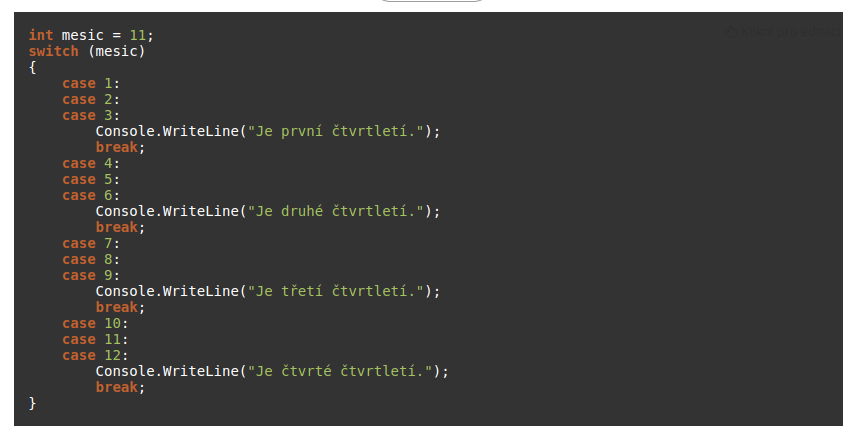 int mesic = 11;
switch (mesic)
{
    case 1:
    case 2:
    case 3:
        Console.WriteLine("Je první čtvrtletí.");
        break;
    case 4:
    case 5:
    case 6:
        Console.WriteLine("Je druhé čtvrtletí.");
        break;
    case 7:
    case 8:
    case 9:
        Console.WriteLine("Je třetí čtvrtletí.");
        break;
    case 10:
    case 11:
    case 12:
        Console.WriteLine("Je čtvrté čtvrtletí.");
        break;
}